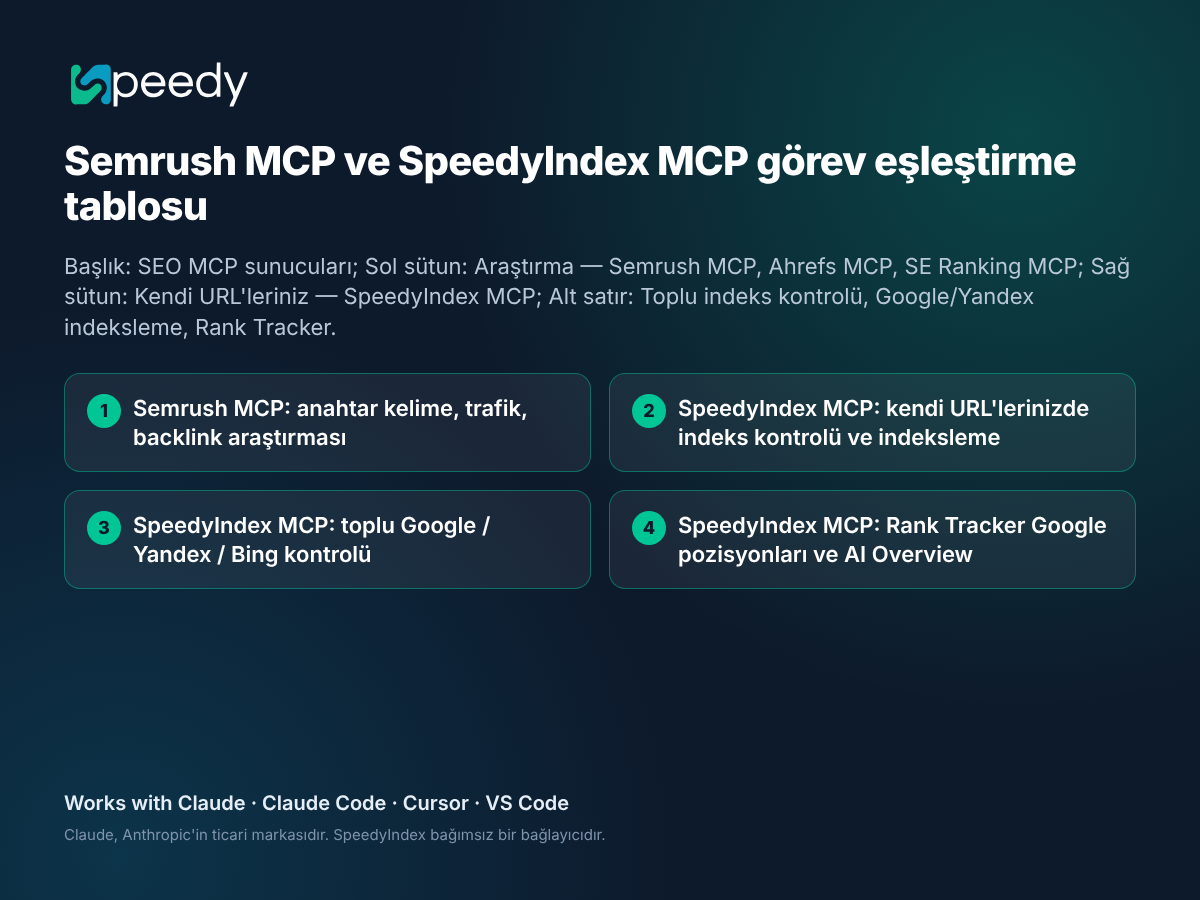 Speedy
Semrush MCP ve SpeedyIndex MCP görev eşleştirme
tablosu
Başlık: SEO MCP sunucuları; Sol sütun: Araştırma — Semrush MCP, Ahrefs MCP, SE Ranking MCP; Sağ
sütun: Kendi URL'leriniz — SpeedyIndex MCP; Alt satır: Toplu indeks kontrolü, Google/Yandex
indeksleme, Rank Tracker.
1 Semrush MCP: anahtar kelime, trafik,
backlink araştırması
2 SpeedyIndex MCP: kendi URL'lerinizde
indeks kontrolü ve indeksleme
3 SpeedyIndex MCP: toplu Google /
Yandex / Bing kontrolü
4 SpeedyIndex MCP: Rank Tracker Google
pozisyonları ve AI Overview
Works with Claude · Claude Code · Cursor · VS Code
Claude, Anthropic'in ticari markasıdır. SpeedyIndex bağımsız bir bağlayıcıdır.